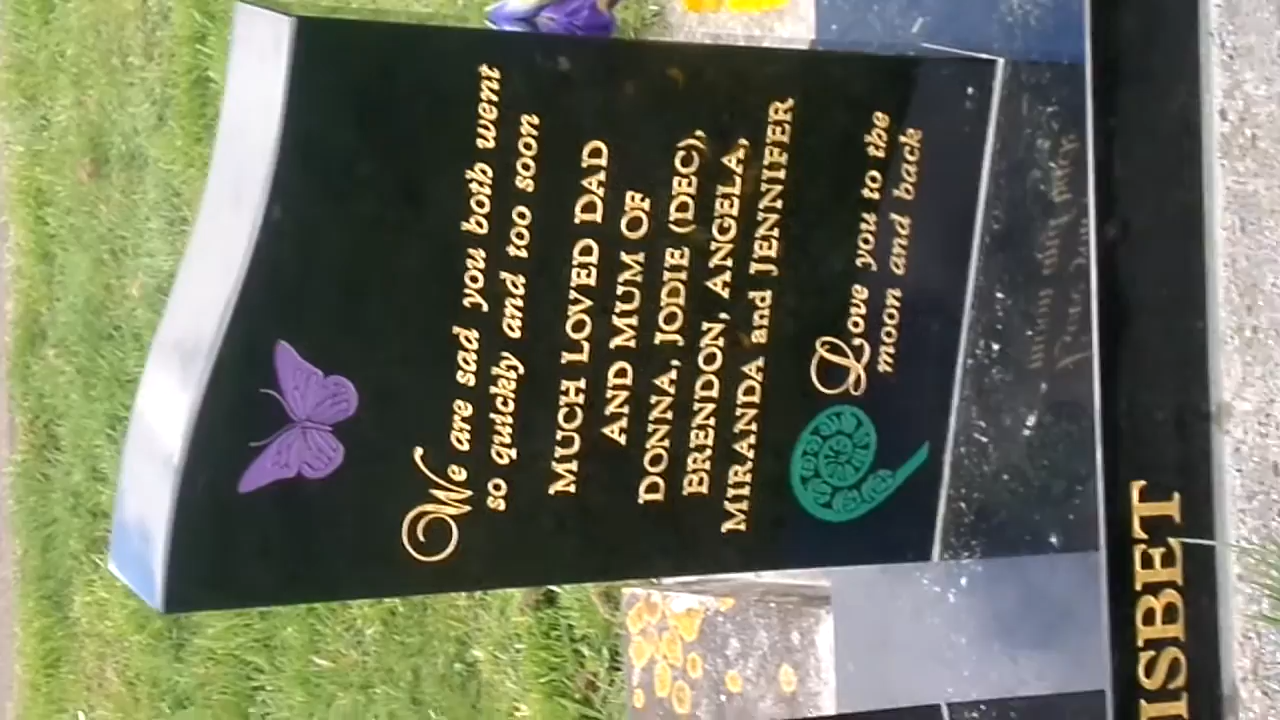 We are sad you both went
so quickly and too soon
MUCH LOVED DAD
AND MUM OF
DONNA, JODIE (DEC),
BRENDON, ANGELA,
MIRANDA and JENNIFER
Love you to the
moon and back
ISBET